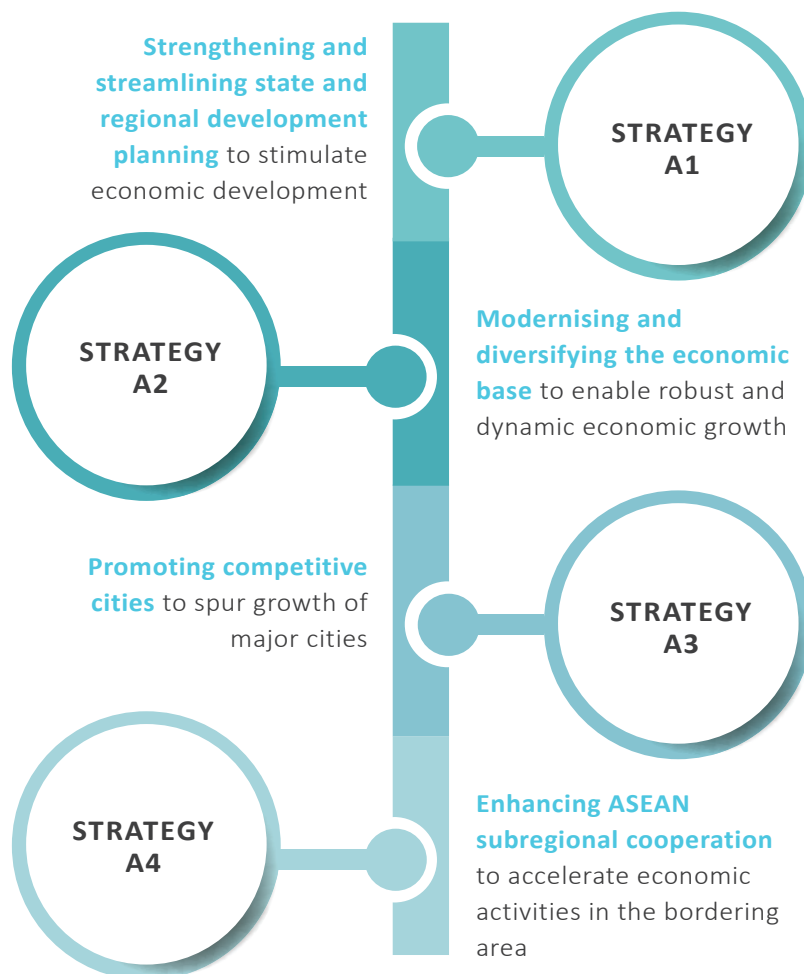 Strengthening and
streamlining state and
regional development
planning to stimulate
economic development
STRATEGY
A1
STRATEGY
A2
Modernising and
diversifying the economic
base to enable robust and
dynamic economic growth
Promoting competitive
cities to spur growth of
major cities
STRATEGY
A3
STRATEGY
A4
Enhancing ASEAN
subregional cooperation
to accelerate economic
activities in the bordering
area